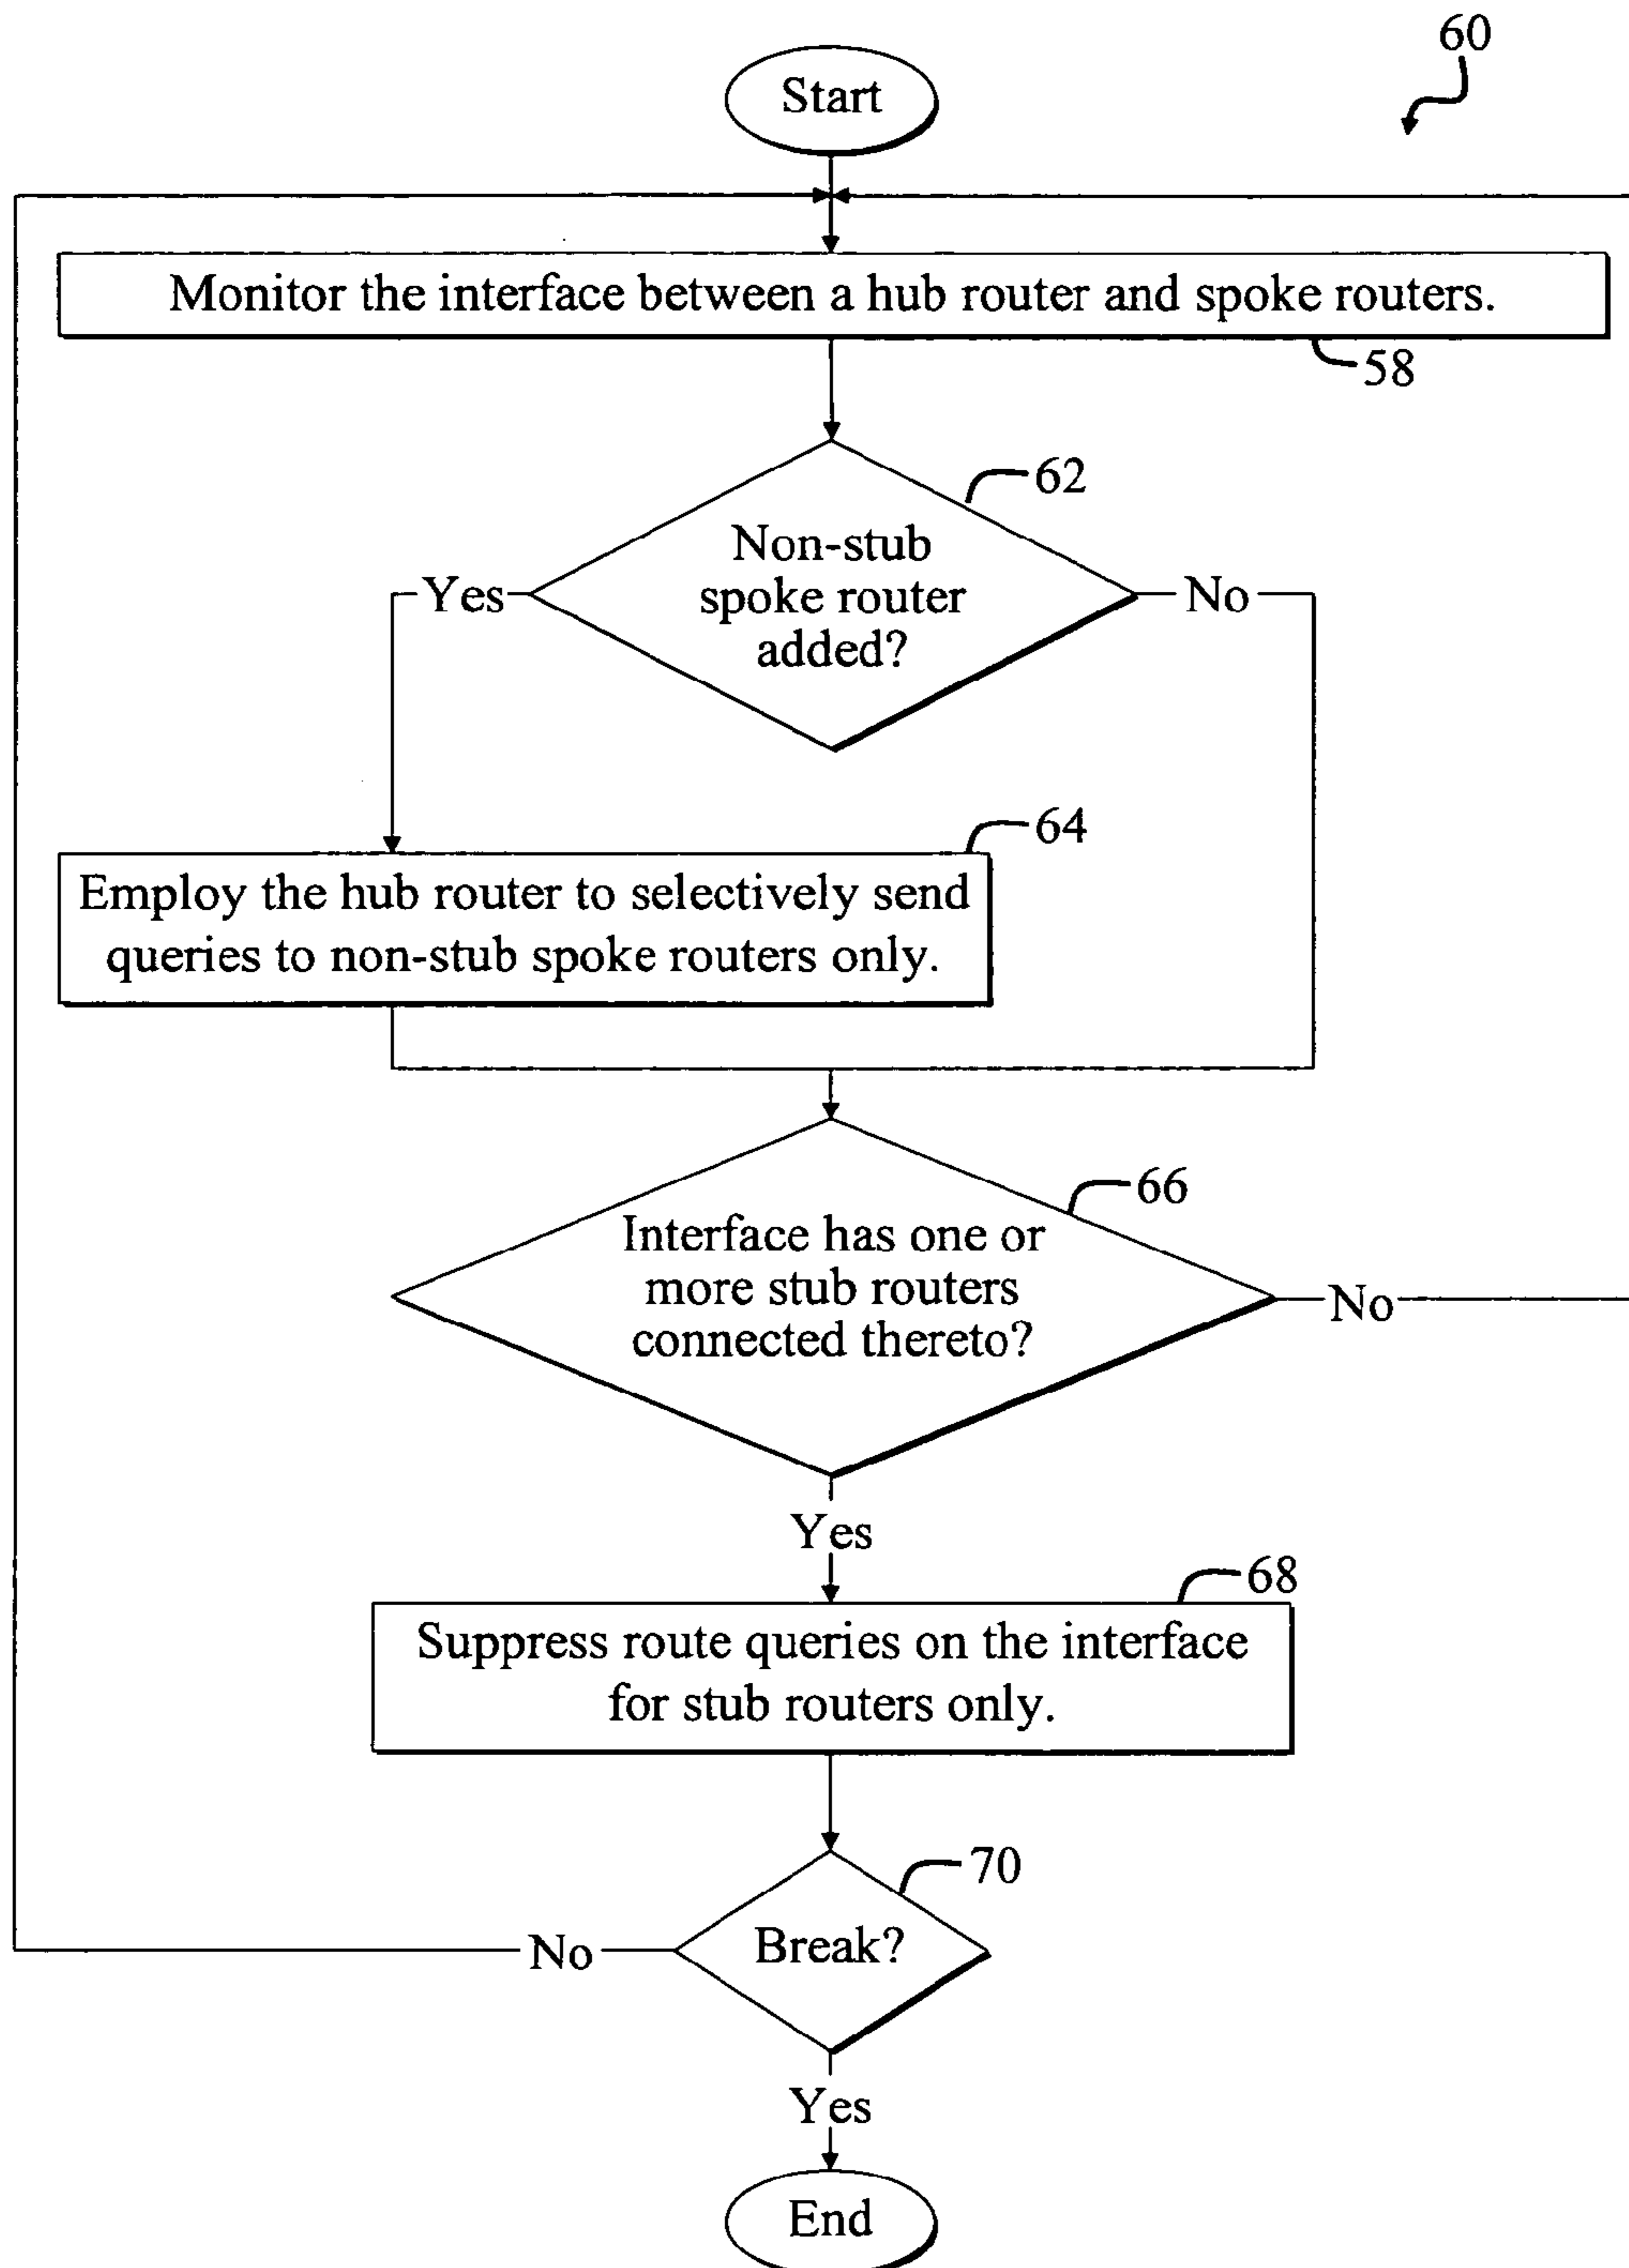 60
Start
Monitor the interface between a hub router and spoke routers.
58
62
Non-stub
spoke router
added?
Yes
No
64
Employ the hub router to selectively send
queries to non-stub spoke routers only.
66
Interface has one or
more stub routers
connected thereto?
No
Yes
68
Suppress route queries on the interface
for stub routers only.
70
Break?
No
Yes
End